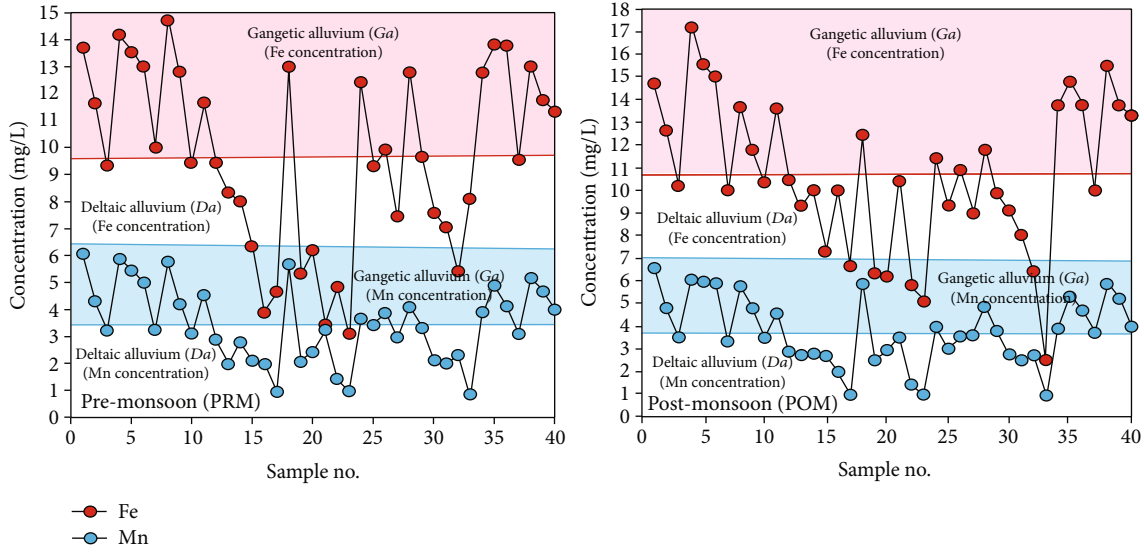 Concentration (mg/L)
15
14
13
12
11
10
9
8
7
6
5
4
3
2
1
0
Gangetic alluvium (Ga)
(Fe concentration)
Deltaic alluvium (Da)
(Fe concentration)
Gangetic alluvium (Ga)
(Mn concentration)
Deltaic alluvium (Da)
(Mn concentration)
Pre-monsoon (PRM)
0 5 10 15 20 25 30 35 40
Sample no.
Fe
Mn
Concentration (mg/L)
18
17
16
15
14
13
12
11
10
9
8
7
6
5
4
3
2
1
0
Gangetic alluvium (Ga)
(Fe concentration)
Deltaic alluvium (Da)
(Fe concentration)
Gangetic alluvium (Ga)
(Mn concentration)
Deltaic alluvium (Da)
(Mn concentration)
Post-monsoon (POM)
0 5 10 15 20 25 30 35 40
Sample no.